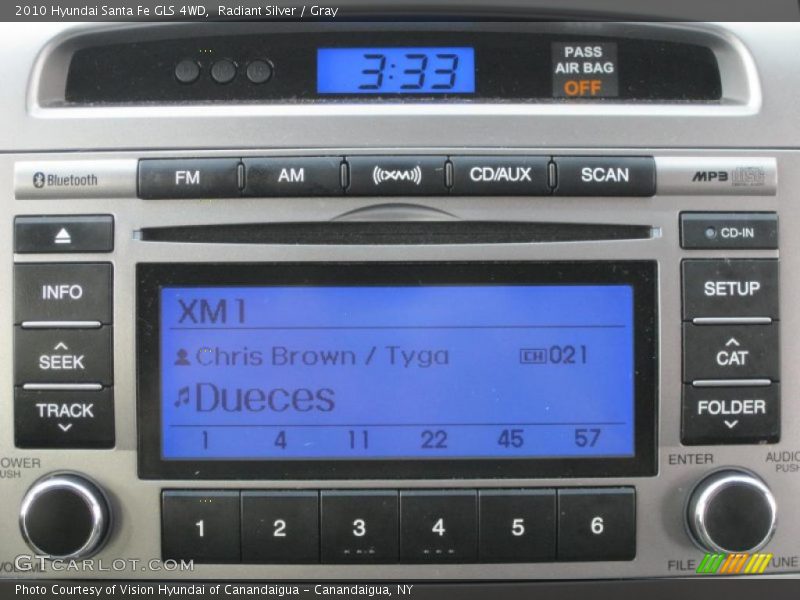 2010 Hyundai Santa Fe GLS 4WD,  Radiant Silver / Gray
3:33
PASS
AIR BAG
OFF
Bluetooth
FM
AM
((XM))
CD/AUX
SCAN
MP3
CD-IN
INFO
SETUP
XM1
Chris Brown / Tyga
CH 021
SEEK
CAT
Dueces
TRACK
FOLDER
1 4 11 22 45 57
POWER
PUSH
ENTER
AUDIO
PUSH
1 2 3 4 5 6
VOLUME
FILE
TUNE
GTCARLOT.COM
Photo Courtesy of Vision Hyundai of Canandaigua - Canandaigua, NY